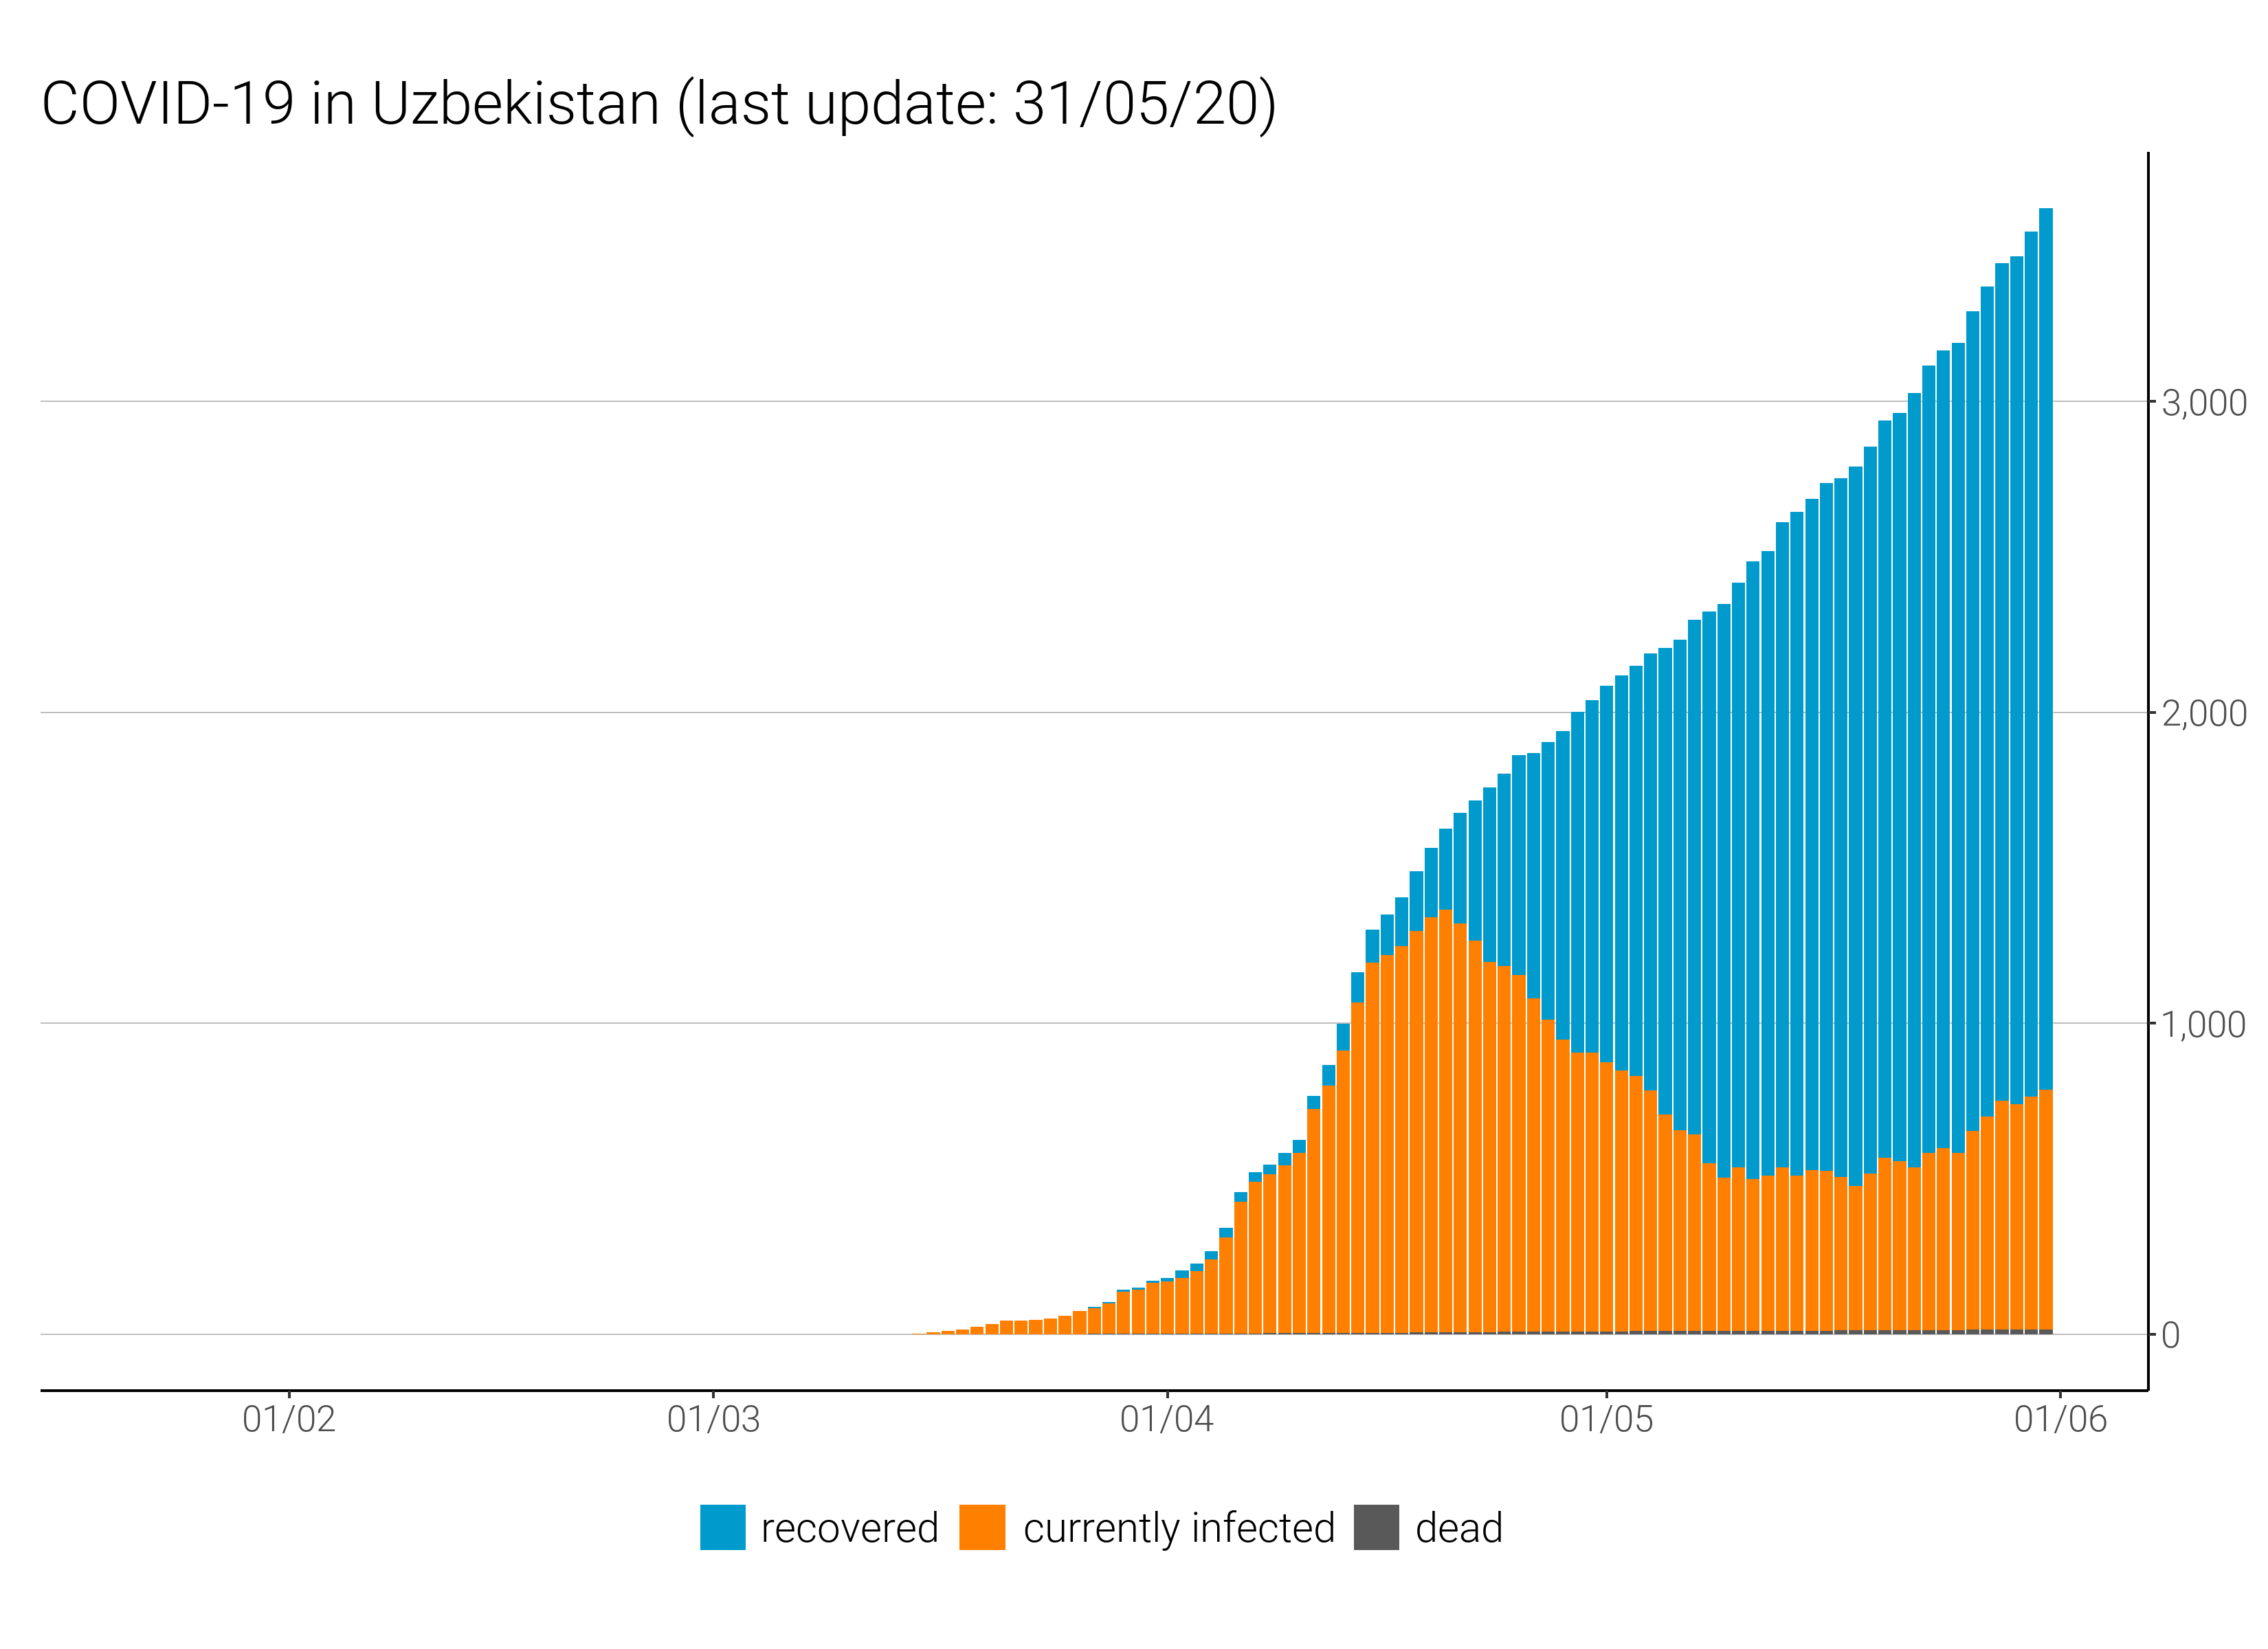 COVID-19 in Uzbekistan (last update: 31/05/20)
3,000
2,000
1,000
0
01/02 01/03 01/04 01/05 01/06
recovered currently infected dead